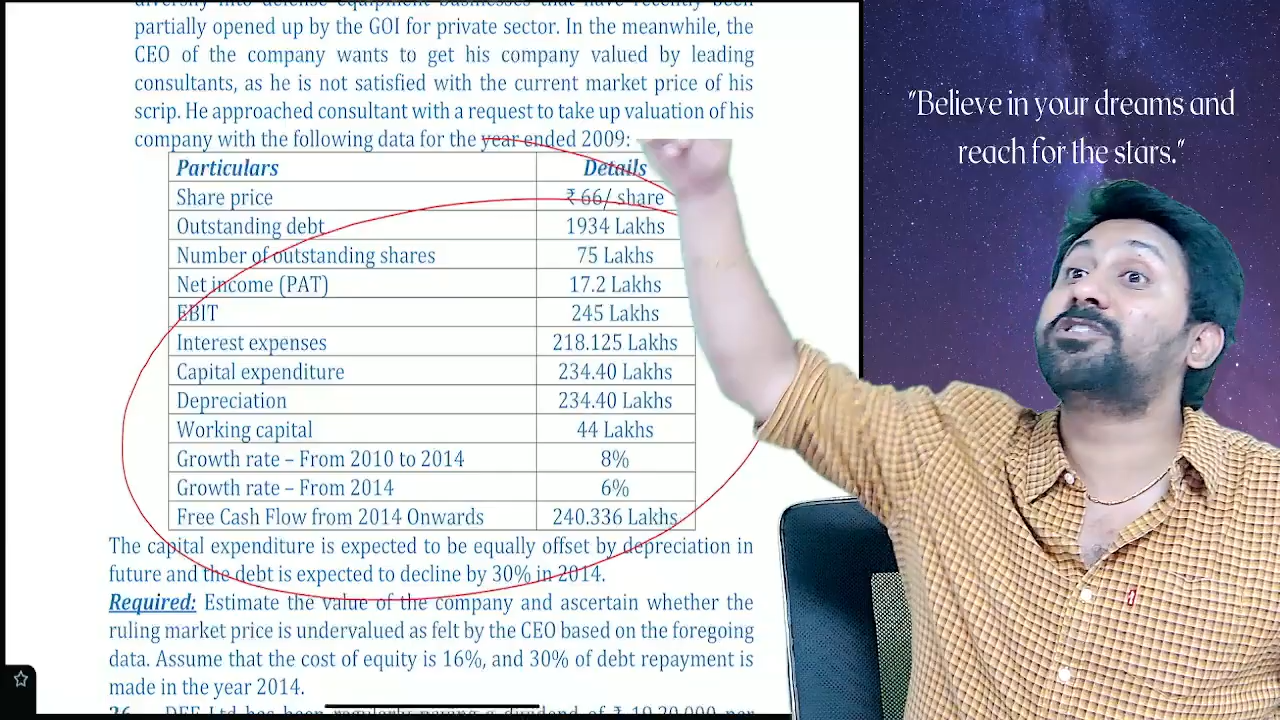 diversify into defense equipment businesses that have recently been
partially opened up by the GOI for private sector. In the meanwhile, the
CEO of the company wants to get his company valued by leading
consultants, as he is not satisfied with the current market price of his
scrip. He approached consultant with a request to take up valuation of his
company with the following data for the year ended 2009:
Particulars Details
Share price ₹ 66/ share
Outstanding debt 1934 Lakhs
Number of outstanding shares 75 Lakhs
Net income (PAT) 17.2 Lakhs
EBIT 245 Lakhs
Interest expenses 218.125 Lakhs
Capital expenditure 234.40 Lakhs
Depreciation 234.40 Lakhs
Working capital 44 Lakhs
Growth rate – From 2010 to 2014 8%
Growth rate – From 2014 6%
Free Cash Flow from 2014 Onwards 240.336 Lakhs
The capital expenditure is expected to be equally offset by depreciation in
future and the debt is expected to decline by 30% in 2014.
Required: Estimate the value of the company and ascertain whether the
ruling market price is undervalued as felt by the CEO based on the foregoing
data. Assume that the cost of equity is 16%, and 30% of debt repayment is
made in the year 2014.
"Believe in your dreams and
reach for the stars."